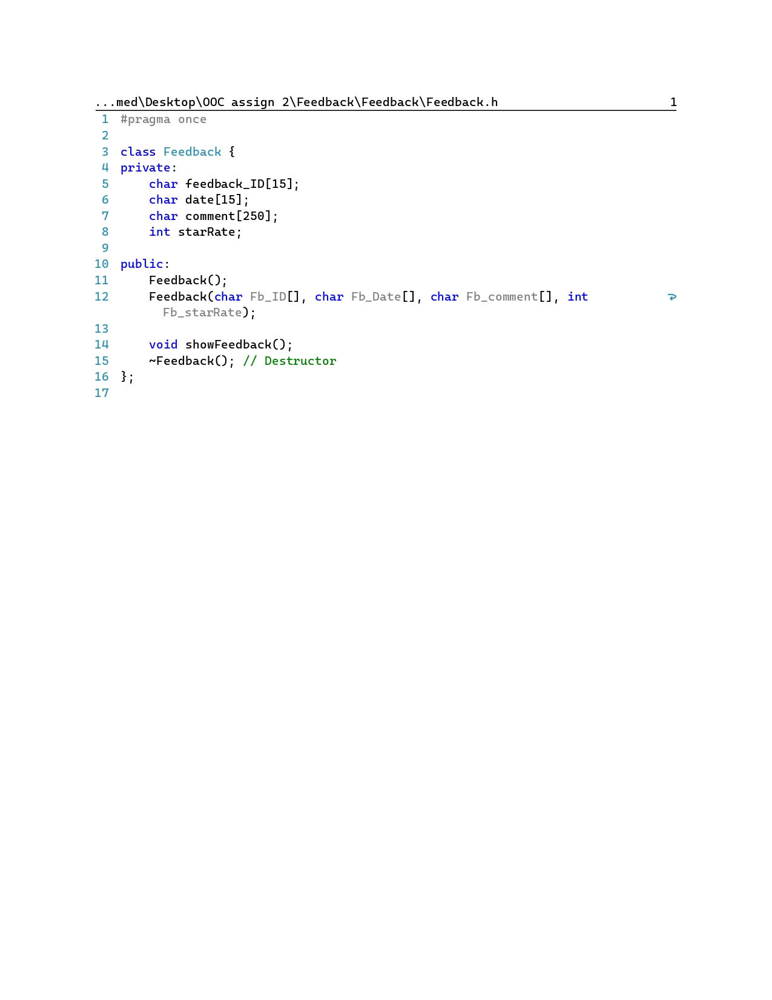 ...med\Desktop\OOC assign 2\Feedback\Feedback\Feedback.h 1
1 #pragma once
2
3 class Feedback {
4 private:
5     char feedback_ID[15];
6     char date[15];
7     char comment[250];
8     int starRate;
9
10 public:
11     Feedback();
12     Feedback(char Fb_ID[], char Fb_Date[], char Fb_comment[], int
Fb_starRate);
13
14     void showFeedback();
15     ~Feedback(); // Destructor
16 };
17